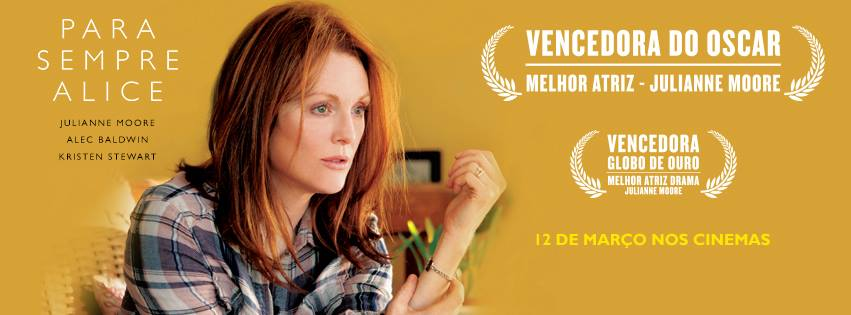 PARA
SEMPRE
ALICE
JULIANNE MOORE
ALEC BALDWIN
KRISTEN STEWART
VENCEDORA DO OSCAR
MELHOR ATRIZ - JULIANNE MOORE
VENCEDORA
GLOBO DE OURO
MELHOR ATRIZ DRAMA
JULIANNE MOORE
12 DE MARÇO NOS CINEMAS